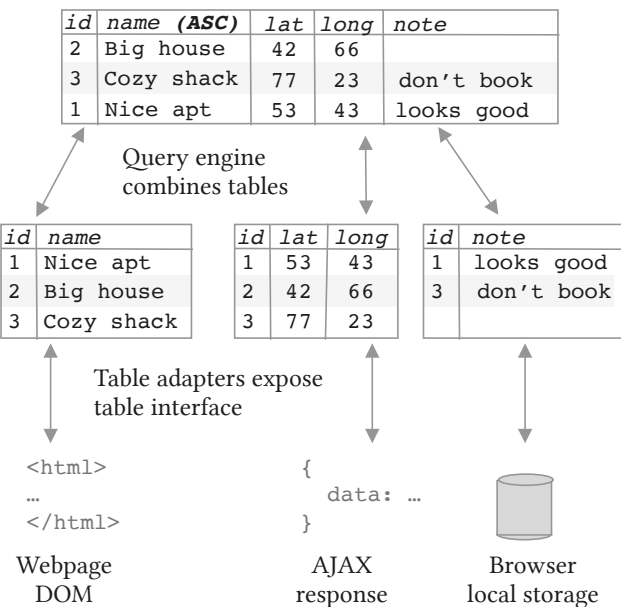 id name (ASC) lat long note
2 Big house 42 66
3 Cozy shack 77 23 don't book
1 Nice apt 53 43 looks good
Query engine
combines tables
id name
1 Nice apt
2 Big house
3 Cozy shack
id lat long
1 53 43
2 42 66
3 77 23
id note
1 looks good
3 don't book
Table adapters expose
table interface
<html>
…
</html>
{
data: …
}
Webpage
DOM
AJAX
response
Browser
local storage